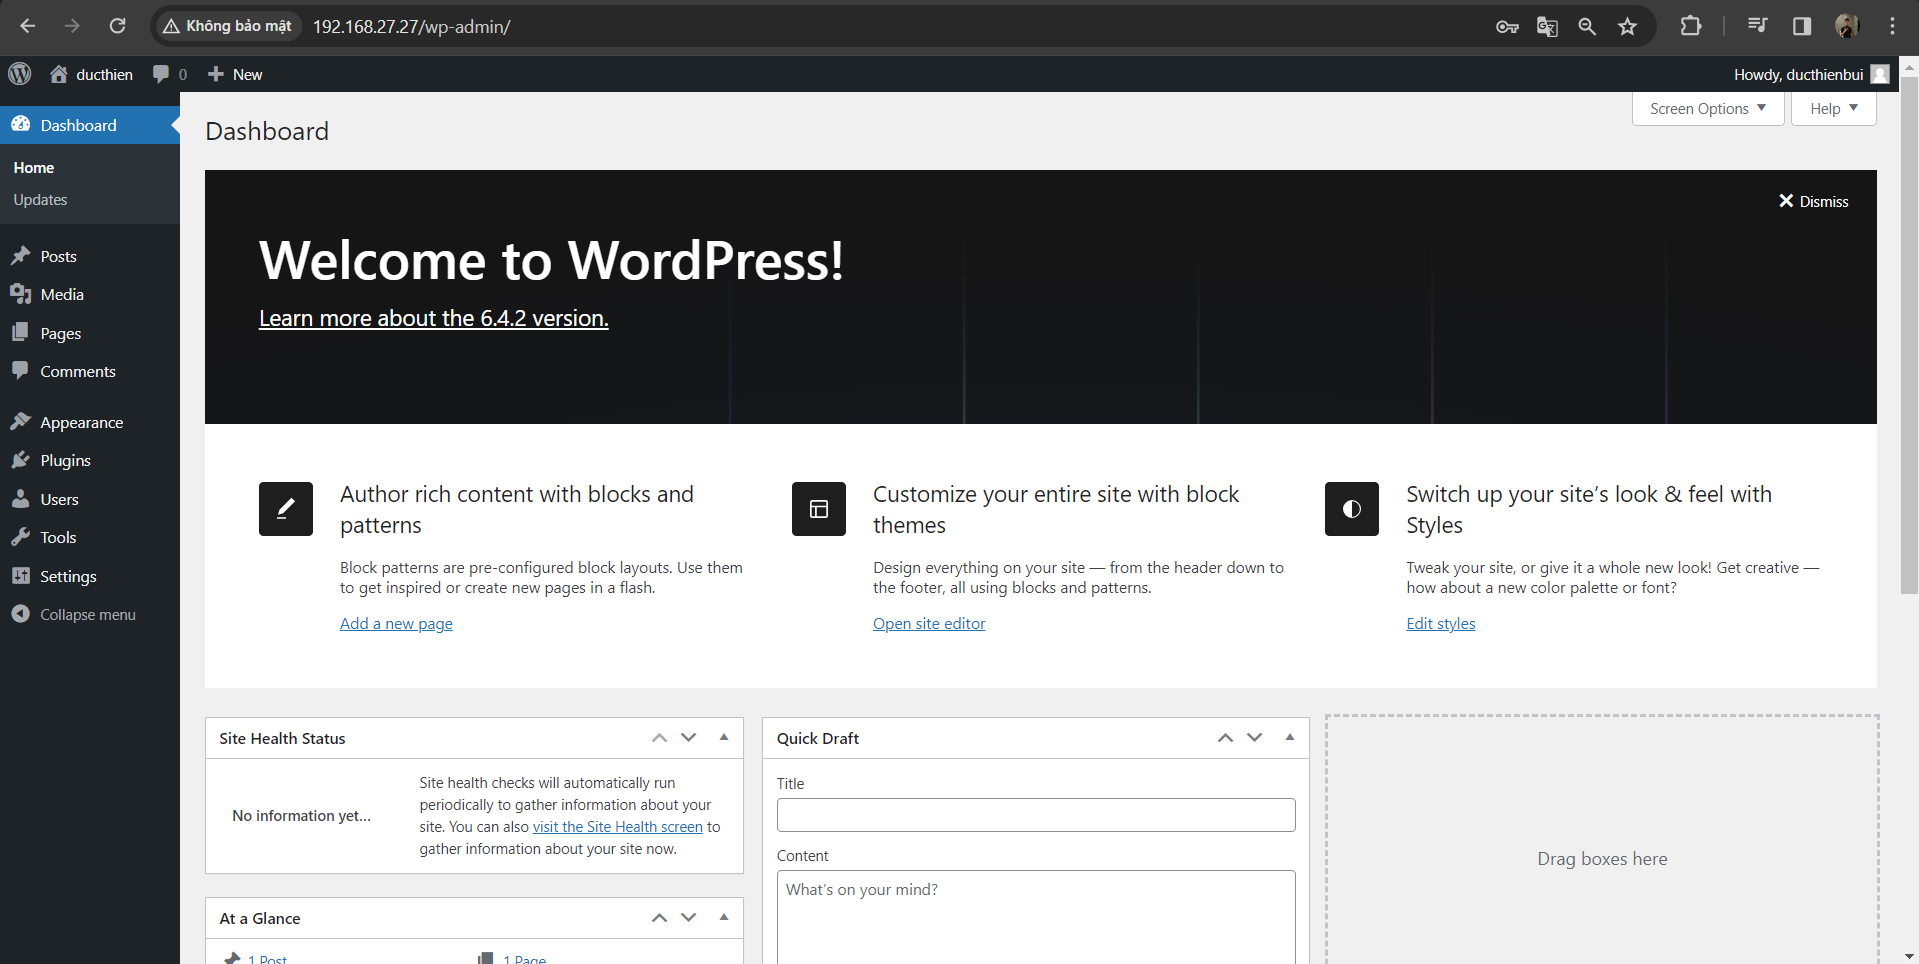 Không bảo mật 192.168.27.27/wp-admin/
ducthien 0 New Howdy, ducthienbui
Dashboard
Home
Updates
Posts
Media
Pages
Comments
Appearance
Plugins
Users
Tools
Settings
Collapse menu
Screen Options Help
Dashboard
Dismiss
Welcome to WordPress!
Learn more about the 6.4.2 version.
Author rich content with blocks and
patterns
Block patterns are pre-configured block layouts. Use them
to get inspired or create new pages in a flash.
Add a new page
Customize your entire site with block
themes
Design everything on your site — from the header down to
the footer, all using blocks and patterns.
Open site editor
Switch up your site’s look & feel with
Styles
Tweak your site, or give it a whole new look! Get creative —
how about a new color palette or font?
Edit styles
Site Health Status
No information yet...
Site health checks will automatically run
periodically to gather information about your
site. You can also visit the Site Health screen to
gather information about your site now.
At a Glance
1 Post 1 Page
Quick Draft
Title
Content
What’s on your mind?
Drag boxes here